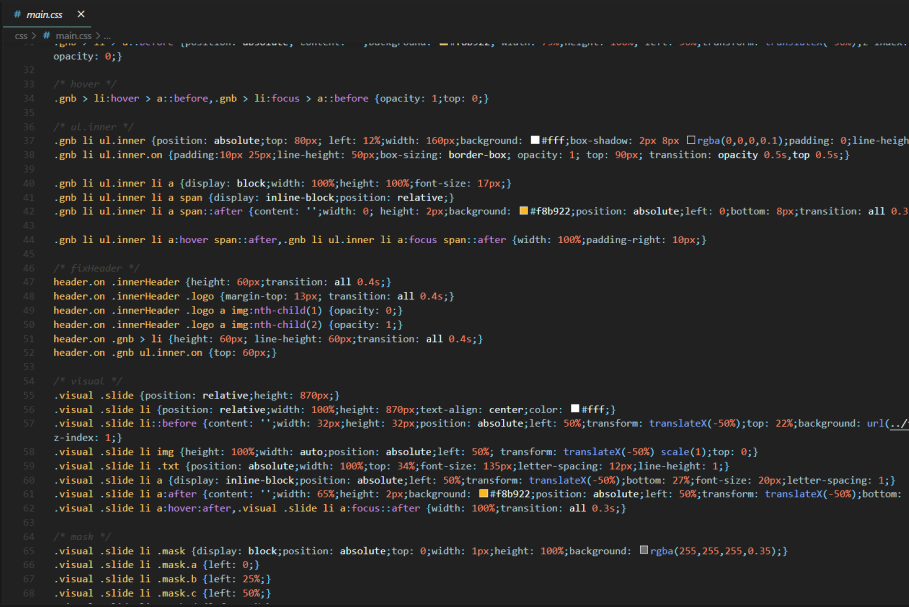 # main.css ×
css > # main.css > ...
.gnb > li > a::before {position: absolute; content: '';background: #f8b922; width: 75%;height: 100%; left: 50%;transform: translateX(-50%);z-index:
opacity: 0;}
32
33 /* hover */
34 .gnb > li:hover > a::before,.gnb > li:focus > a::before {opacity: 1;top: 0;}
35
36 /* ul.inner */
37 .gnb li ul.inner {position: absolute;top: 80px; left: 12%;width: 160px;background: #fff;box-shadow: 2px 8px rgba(0,0,0,0.1);padding: 0;line-heigh
38 .gnb li ul.inner.on {padding:10px 25px;line-height: 50px;box-sizing: border-box; opacity: 1; top: 90px; transition: opacity 0.5s,top 0.5s;}
39
40 .gnb li ul.inner li a {display: block;width: 100%;height: 100%;font-size: 17px;}
41 .gnb li ul.inner li a span {display: inline-block;position: relative;}
42 .gnb li ul.inner li a span::after {content: '';width: 0; height: 2px;background: #f8b922;position: absolute;left: 0;bottom: 8px;transition: all 0.3
43
44 .gnb li ul.inner li a:hover span::after,.gnb li ul.inner li a:focus span::after {width: 100%;padding-right: 10px;}
45
46 /* fixHeader */
47 header.on .innerHeader {height: 60px;transition: all 0.4s;}
48 header.on .innerHeader .logo {margin-top: 13px; transition: all 0.4s;}
49 header.on .innerHeader .logo a img:nth-child(1) {opacity: 0;}
50 header.on .innerHeader .logo a img:nth-child(2) {opacity: 1;}
51 header.on .gnb > li {height: 60px; line-height: 60px;transition: all 0.4s;}
52 header.on .gnb ul.inner.on {top: 60px;}
53
54 /* visual */
55 .visual .slide {position: relative;height: 870px;}
56 .visual .slide li {position: relative;width: 100%;height: 870px;text-align: center;color: #fff;}
57 .visual .slide li::before {content: '';width: 32px;height: 32px;position: absolute;left: 50%;transform: translateX(-50%);top: 22%;background: url(../
z-index: 1;}
58 .visual .slide li img {height: 100%;width: auto;position: absolute;left: 50%; transform: translateX(-50%) scale(1);top: 0;}
59 .visual .slide li .txt {position: absolute;width: 100%;top: 34%;font-size: 135px;letter-spacing: 12px;line-height: 1;}
60 .visual .slide li a {display: inline-block;position: absolute;left: 50%;transform: translateX(-50%);bottom: 27%;font-size: 20px;letter-spacing: 1;}
61 .visual .slide li a:after {content: '';width: 65%;height: 2px;background: #f8b922;position: absolute;left: 50%;transform: translateX(-50%);bottom:
62 .visual .slide li a:hover:after,.visual .slide li a:focus::after {width: 100%;transition: all 0.3s;}
63
64 /* mask */
65 .visual .slide li .mask {display: block;position: absolute;top: 0;width: 1px;height: 100%;background: rgba(255,255,255,0.35);}
66 .visual .slide li .mask.a {left: 0;}
67 .visual .slide li .mask.b {left: 25%;}
68 .visual .slide li .mask.c {left: 50%;}